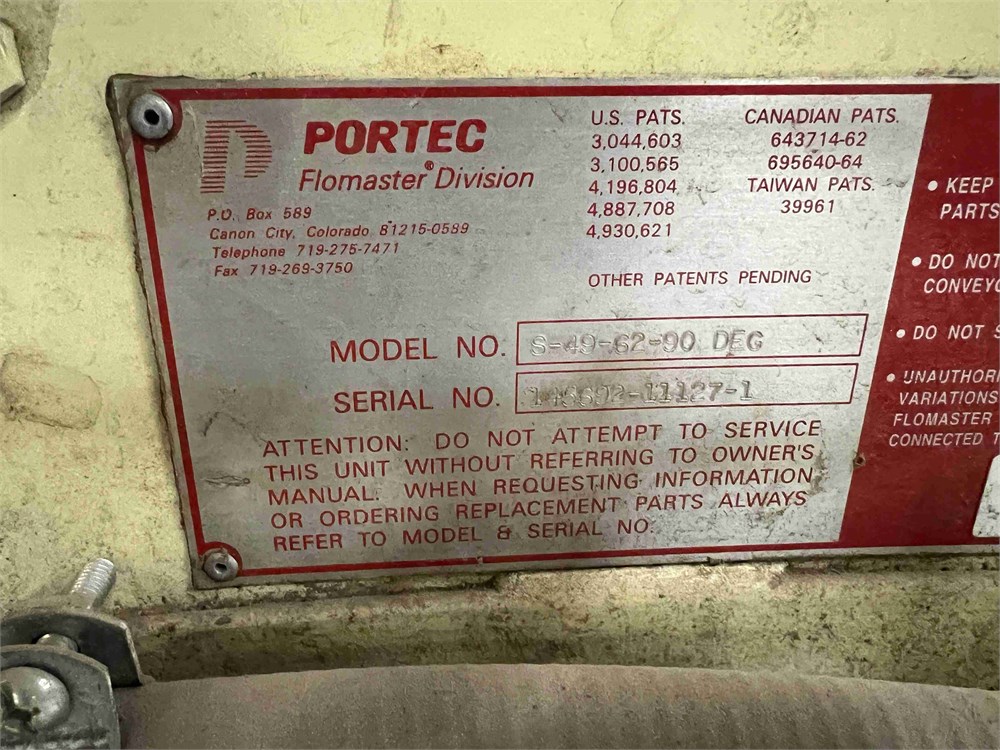 PORTEC
Flomaster® Division
P.O. Box 589
Canon City, Colorado 81215-0589
Telephone 719-275-7471
Fax 719-269-3750
U.S. PATS.
3,044,603
3,100,565
4,196,804
4,887,708
4,930,621
CANADIAN PATS.
643714-62
695640-64
TAIWAN PATS.
39961
OTHER PATENTS PENDING
MODEL NO. S-49-62-90 DEG
SERIAL NO.
ATTENTION: DO NOT ATTEMPT TO SERVICE
THIS UNIT WITHOUT REFERRING TO OWNER'S
MANUAL. WHEN REQUESTING INFORMATION
OR ORDERING REPLACEMENT PARTS ALWAYS
REFER TO MODEL & SERIAL NO.
• KEEP
PARTS
• DO NOT
CONVEYO
• DO NOT S
• UNAUTHORI
VARIATIONS
FLOMASTER
CONNECTED T